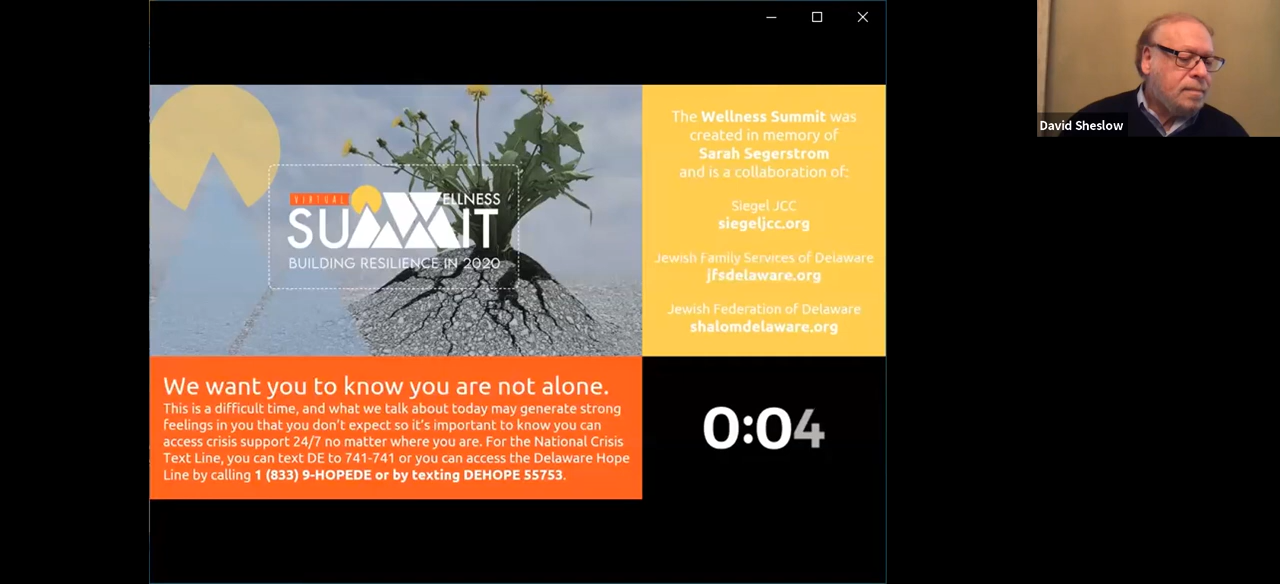 VIRTUAL WELLNESS
SUMMIT
BUILDING RESILIENCE IN 2020
The Wellness Summit was
created in memory of
Sarah Segerstrom
and is a collaboration of:
Siegel JCC
siegeljcc.org
Jewish Family Services of Delaware
jfsdelaware.org
Jewish Federation of Delaware
shalomdelaware.org
We want you to know you are not alone.
This is a difficult time, and what we talk about today may generate strong
feelings in you that you don't expect so it's important to know you can
access crisis support 24/7 no matter where you are. For the National Crisis
Text Line, you can text DE to 741-741 or you can access the Delaware Hope
Line by calling 1 (833) 9-HOPEDE or by texting DEHOPE 55753.
0:04
David Sheslow